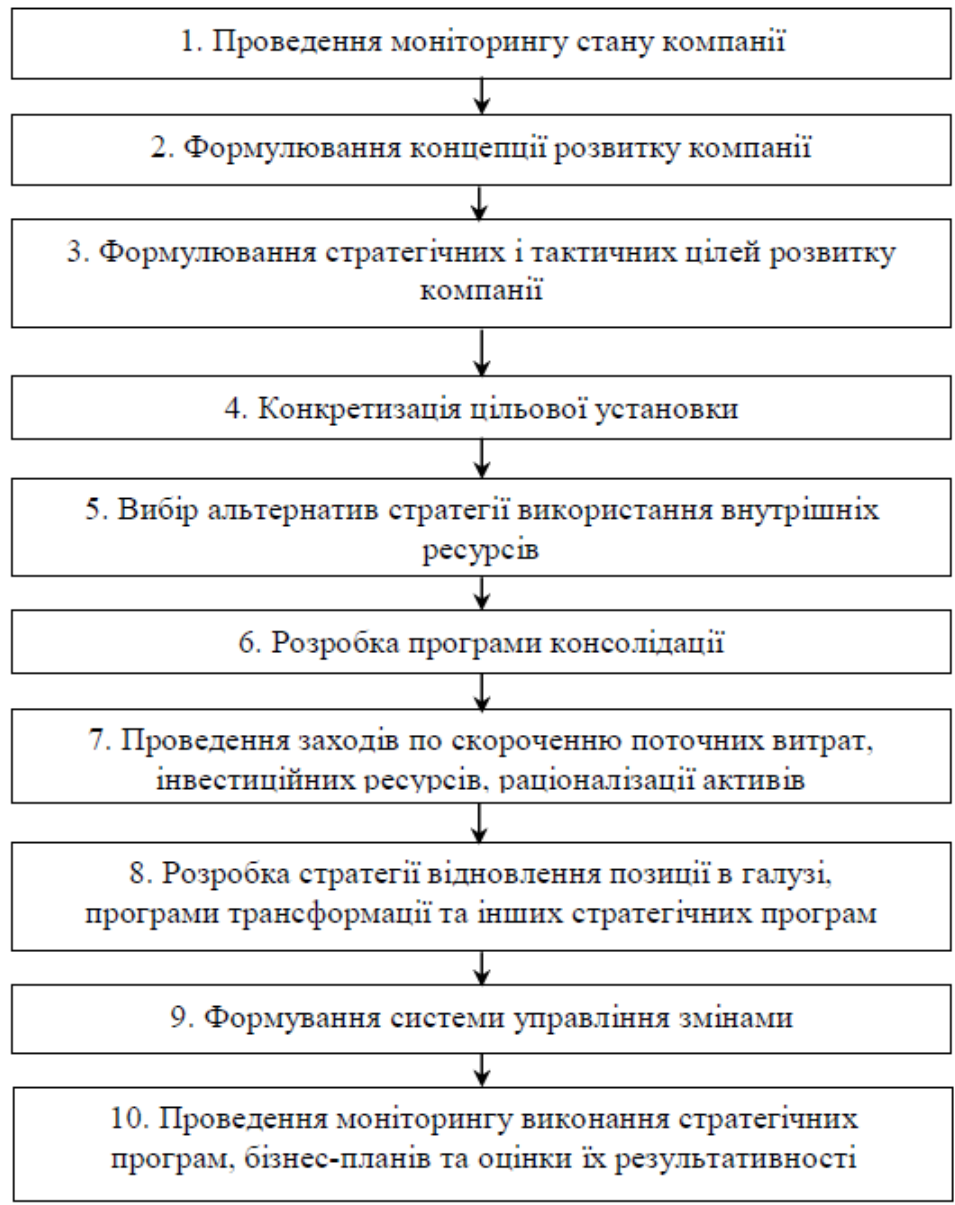 1. Проведення моніторингу стану компанії
2. Формулювання концепції розвитку компанії
3. Формулювання стратегічних і тактичних цілей розвитку
компанії
4. Конкретизація цільової установки
5. Вибір альтернатив стратегії використання внутрішніх
ресурсів
6. Розробка програми консолідації
7. Проведення заходів по скороченню поточних витрат,
інвестиційних ресурсів, раціоналізації активів
8. Розробка стратегії відновлення позиції в галузі,
програми трансформації та інших стратегічних програм
9. Формування системи управління змінами
10. Проведення моніторингу виконання стратегічних
програм, бізнес-планів та оцінки їх результативності